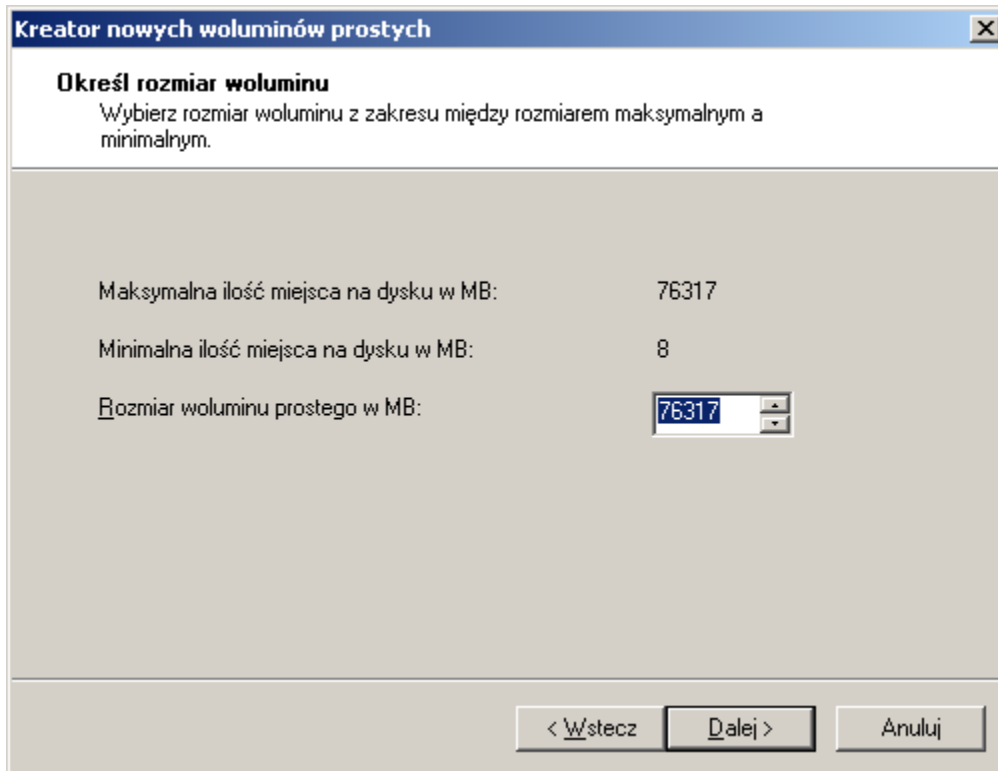 Kreator nowych woluminów prostych
Określ rozmiar woluminu
Wybierz rozmiar woluminu z zakresu między rozmiarem maksymalnym a
minimalnym.
Maksymalna ilość miejsca na dysku w MB: 76317
Minimalna ilość miejsca na dysku w MB: 8
Rozmiar woluminu prostego w MB: 76317
< Wstecz Dalej > Anuluj